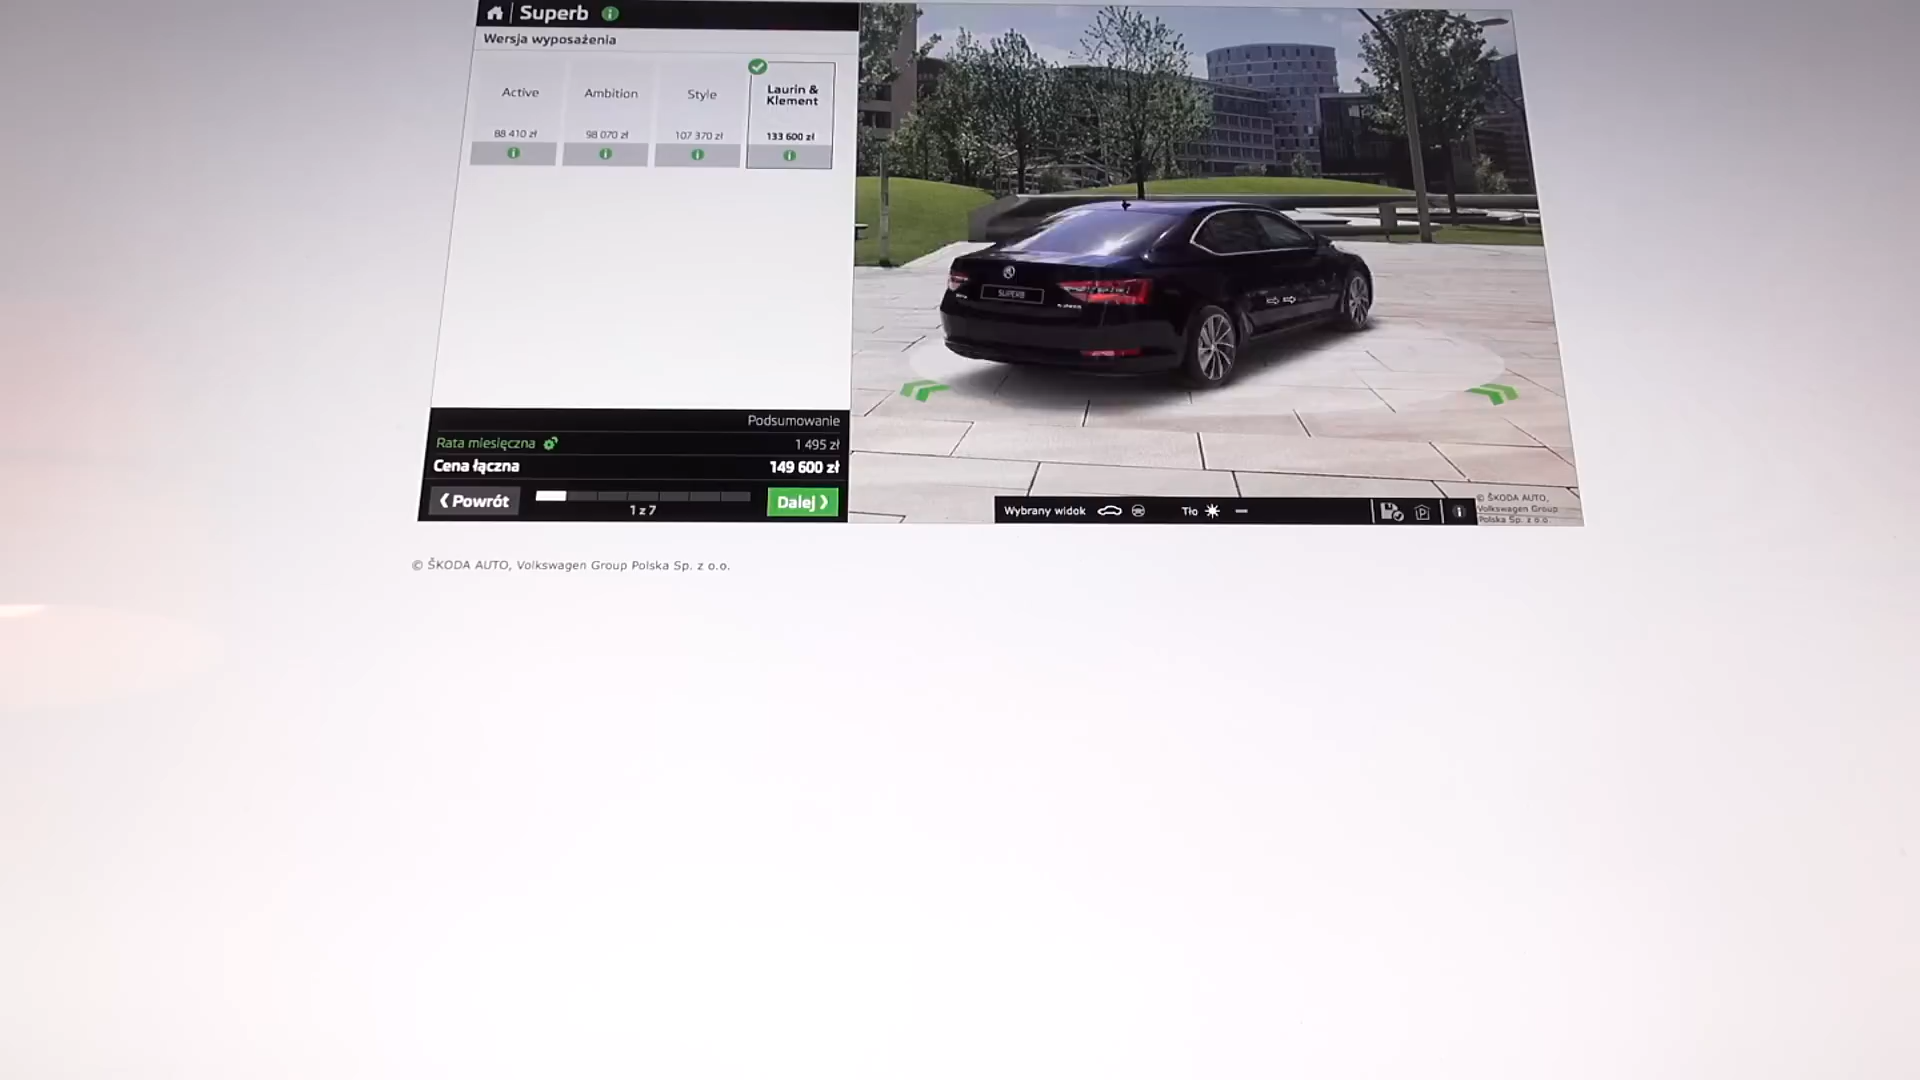 Superb
Wersja wyposażenia
Active
88 410 zł
Ambition
98 070 zł
Style
107 370 zł
Laurin &
Klement
133 600 zł
Podsumowanie
Rata miesięczna 1 495 zł
Cena łączna 149 600 zł
Powrót
1 z 7
Dalej
SUPERB
Wybrany widok
Tło
© ŠKODA AUTO,
Volkswagen Group
Polska Sp. z o.o.
© ŠKODA AUTO, Volkswagen Group Polska Sp. z o.o.